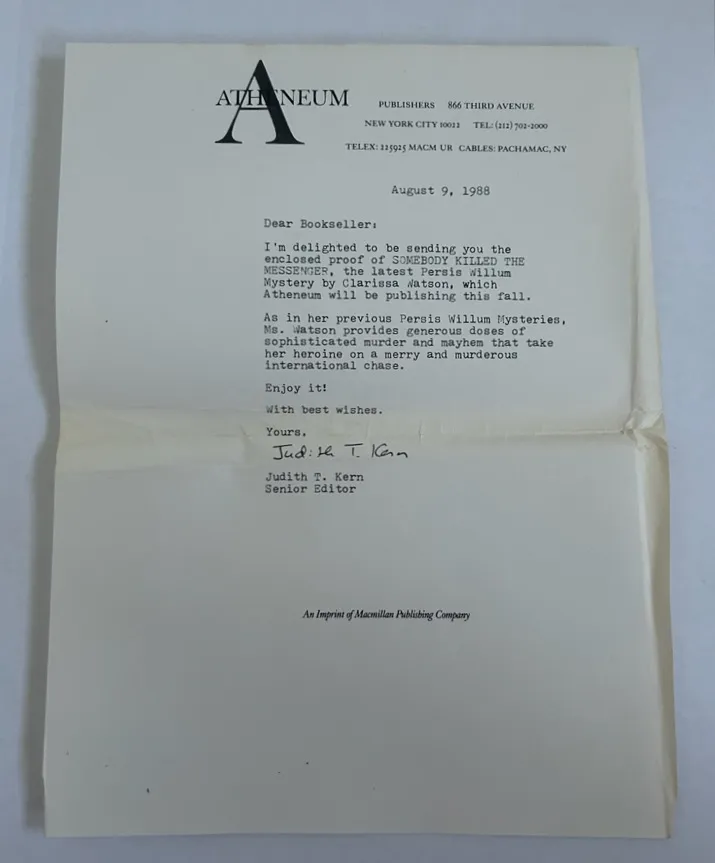 ATHENEUM
PUBLISHERS 866 THIRD AVENUE
NEW YORK CITY 10022 TEL: (212) 702-2000
TELEX: 225925 MACM UR CABLES: PACHAMAC, NY
August 9, 1988
Dear Bookseller:
I'm delighted to be sending you the
enclosed proof of SOMEBODY KILLED THE
MESSENGER, the latest Persis Willum
Mystery by Clarissa Watson, which
Atheneum will be publishing this fall.
As in her previous Persis Willum Mysteries,
Ms. Watson provides generous doses of
sophisticated murder and mayhem that take
her heroine on a merry and murderous
international chase.
Enjoy it!
With best wishes.
Yours,
Judith T. Kern
Judith T. Kern
Senior Editor
An Imprint of Macmillan Publishing Company